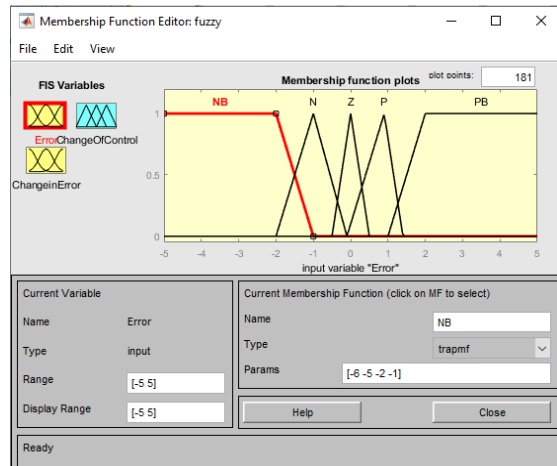 Membership Function Editor: fuzzy
File Edit View
FIS Variables
Membership function plots
plot points:
181
Error
ChangeOfControl
ChangeinError
NB N Z P PB
1
0.5
0
-5 -4 -3 -2 -1 0 1 2 3 4 5
input variable "Error"
Current Variable
Name Error
Type input
Range [-5 5]
Display Range [-5 5]
Current Membership Function (click on MF to select)
Name NB
Type trapmf
Params [-6 -5 -2 -1]
Help Close
Ready